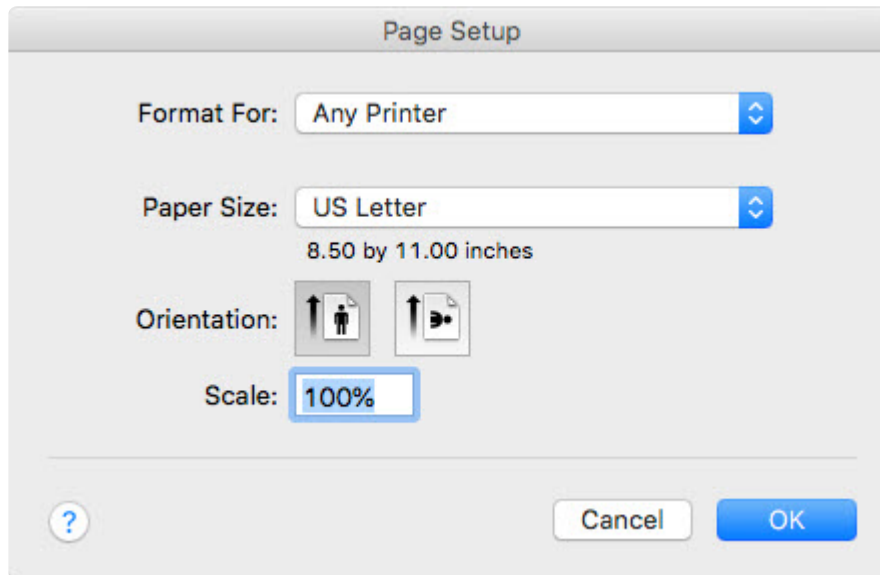 Page Setup
Format For: Any Printer
Paper Size: US Letter
8.50 by 11.00 inches
Orientation:
Scale: 100%
? Cancel OK